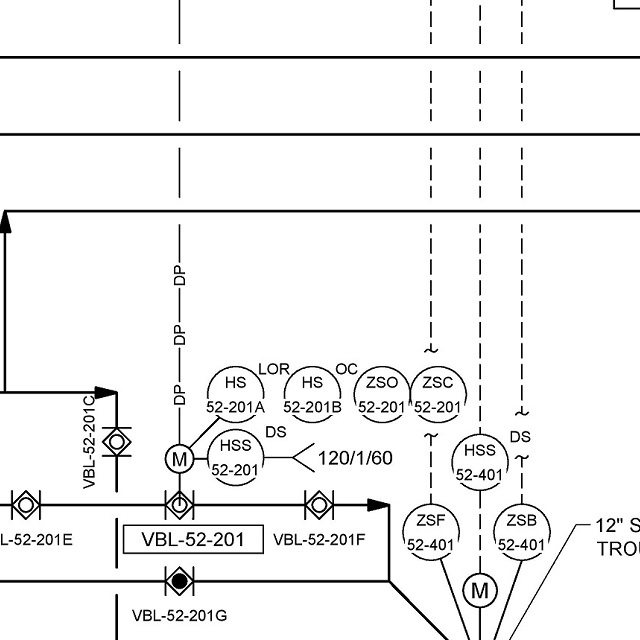 DP
DP
DP
LOR
OC
HS
52-201A
HS
52-201B
ZSO
52-201
ZSC
52-201
VBL-52-201C
DS
DS
M
HSS
52-201
120/1/60
HSS
52-401
L-52-201E
VBL-52-201
VBL-52-201F
ZSF
52-401
ZSB
52-401
12" S
TROU
M
VBL-52-201G